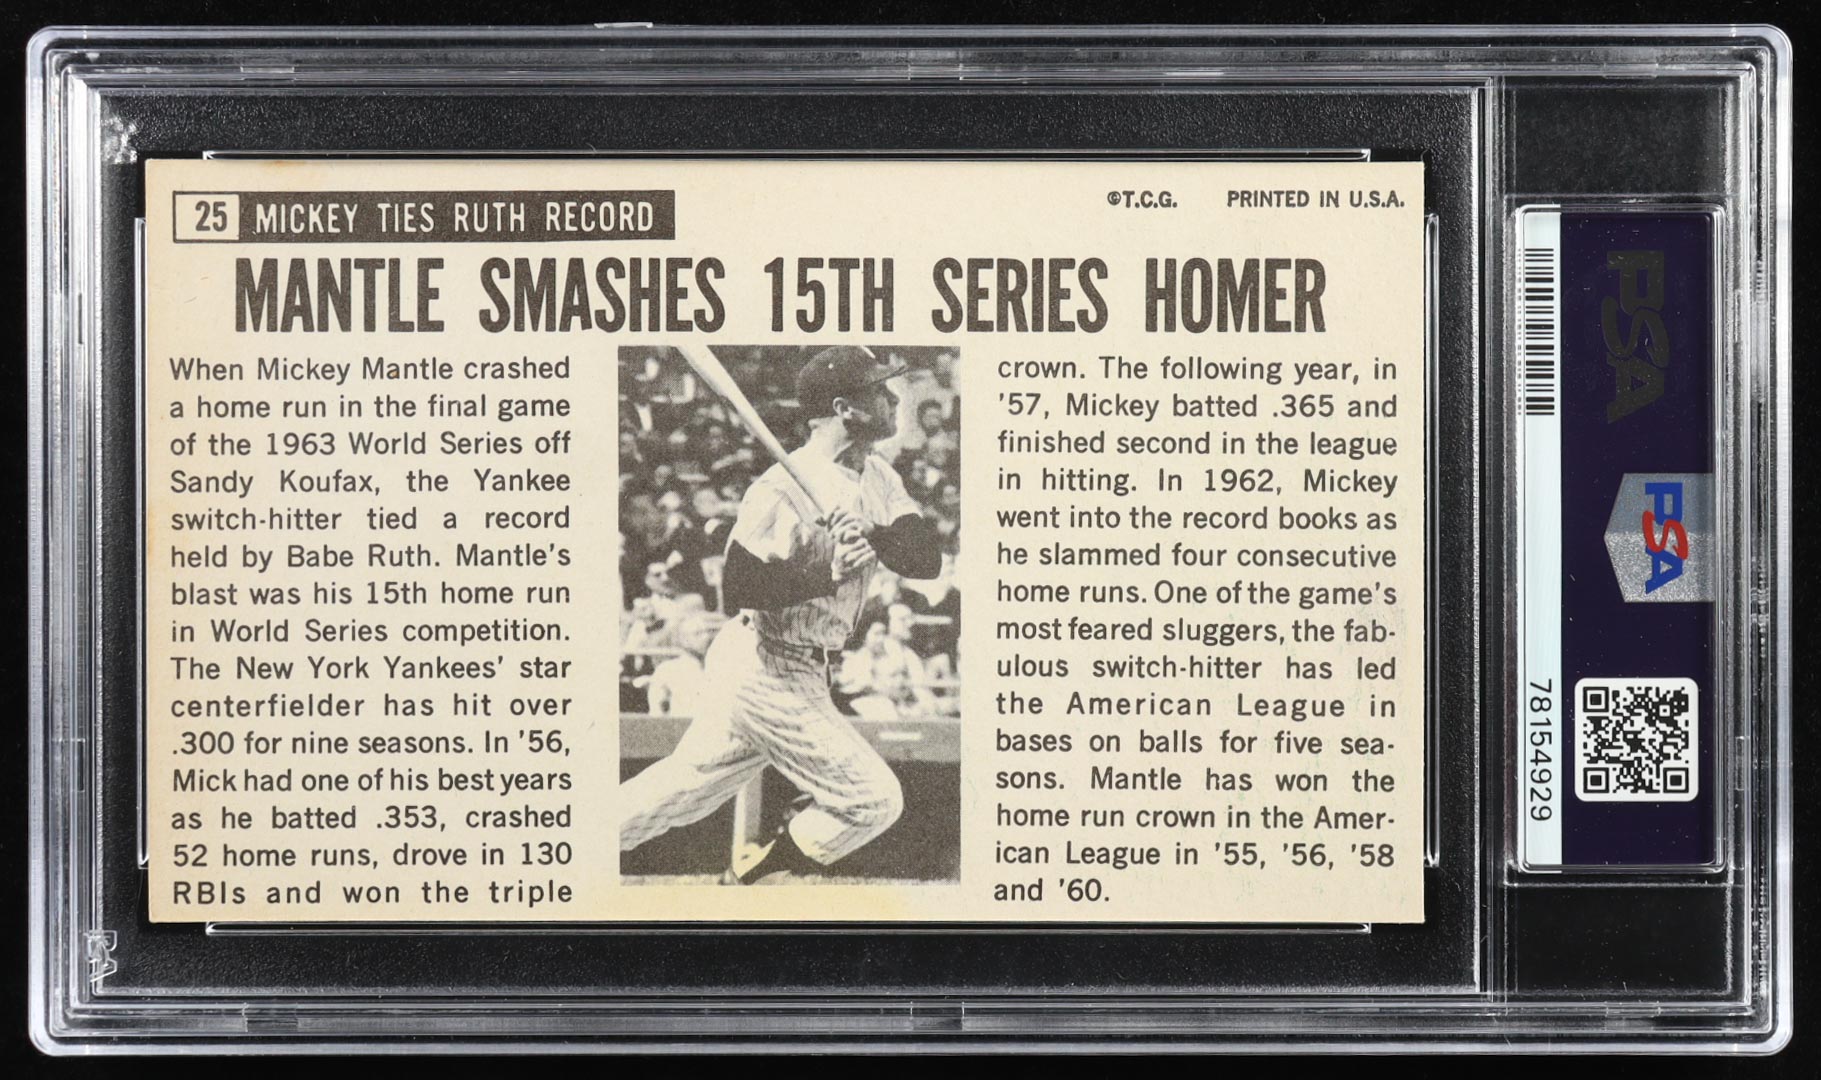 25 MICKEY TIES RUTH RECORD
©T.C.G. PRINTED IN U.S.A.
MANTLE SMASHES 15TH SERIES HOMER
When Mickey Mantle crashed
a home run in the final game
of the 1963 World Series off
Sandy Koufax, the Yankee
switch-hitter tied a record
held by Babe Ruth. Mantle's
blast was his 15th home run
in World Series competition.
The New York Yankees' star
centerfielder has hit over
.300 for nine seasons. In '56,
Mick had one of his best years
as he batted .353, crashed
52 home runs, drove in 130
RBIs and won the triple
crown. The following year, in
'57, Mickey batted .365 and
finished second in the league
in hitting. In 1962, Mickey
went into the record books as
he slammed four consecutive
home runs. One of the game's
most feared sluggers, the fab-
ulous switch-hitter has led
the American League in
bases on balls for five sea-
sons. Mantle has won the
home run crown in the Amer-
ican League in '55, '56, '58
and '60.
PSA
PSA
78154929
PSA